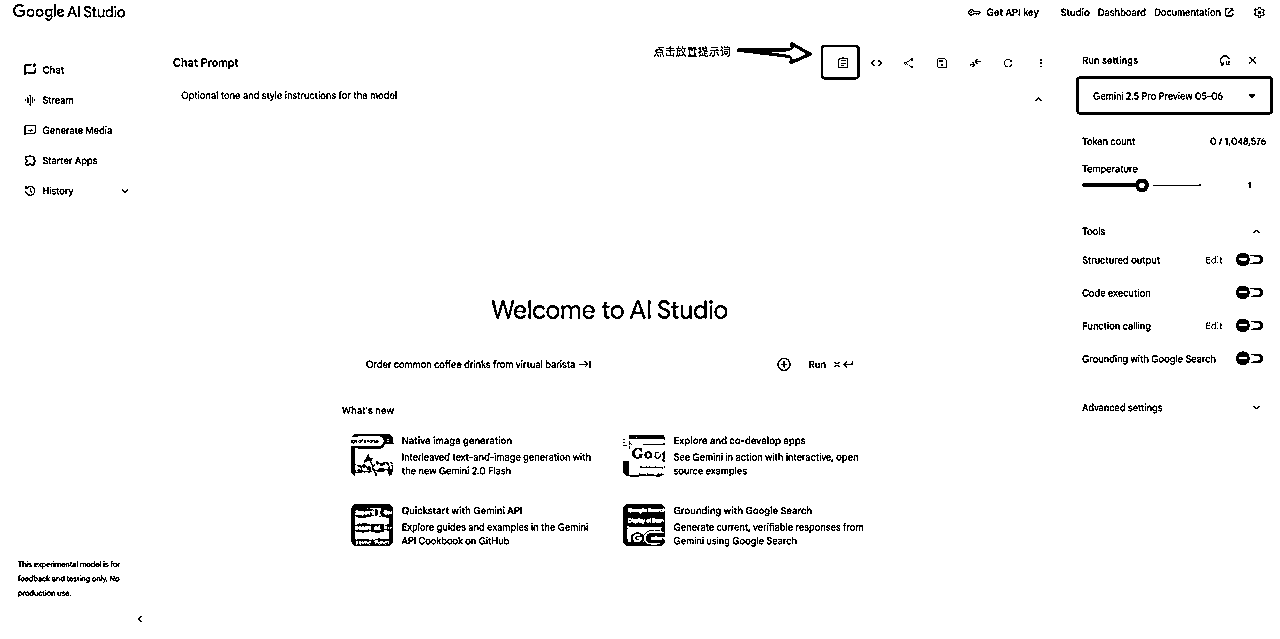 Google AI Studio
Get API key
Studio
Dashboard
Documentation
Chat
Stream
Generate Media
Starter Apps
History
Chat Prompt
点击放置提示词
Optional tone and style instructions for the model
Welcome to AI Studio
Order common coffee drinks from virtual barista
Run
What's new
Native image generation
Interleaved text-and-image generation with
the new Gemini 2.0 Flash
Explore and co-develop apps
See Gemini in action with interactive, open
source examples
Quickstart with Gemini API
Explore guides and examples in the Gemini
API Cookbook on GitHub
Grounding with Google Search
Generate current, verifiable responses from
Gemini using Google Search
Run settings
Gemini 2.5 Pro Preview 05-06
Token count
0 / 1,048,576
Temperature
1
Tools
Structured output
Edit
Code execution
Function calling
Edit
Grounding with Google Search
Advanced settings
This experimental model is for
feedback and testing only. No
production use.